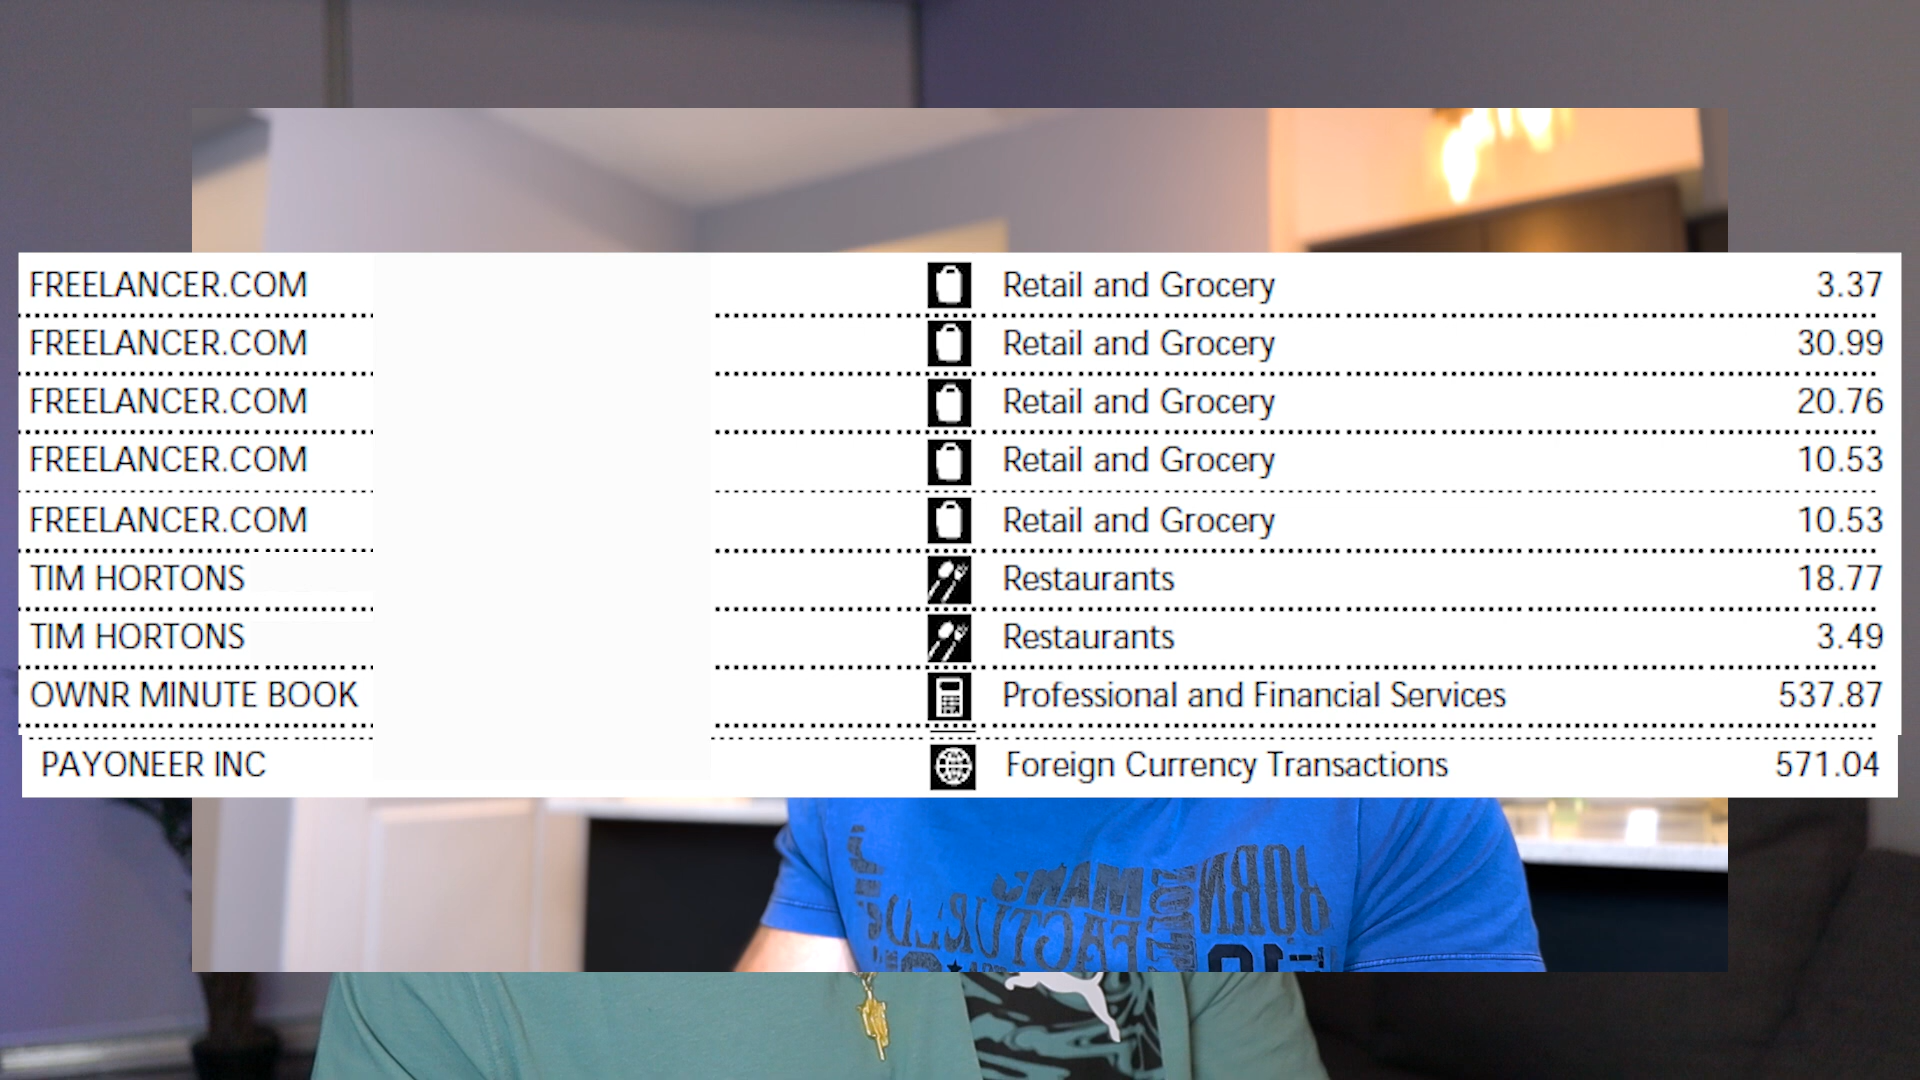 FREELANCER.COM Retail and Grocery 3.37
FREELANCER.COM Retail and Grocery 30.99
FREELANCER.COM Retail and Grocery 20.76
FREELANCER.COM Retail and Grocery 10.53
FREELANCER.COM Retail and Grocery 10.53
TIM HORTONS Restaurants 18.77
TIM HORTONS Restaurants 3.49
OWNR MINUTE BOOK Professional and Financial Services 537.87
PAYONEER INC Foreign Currency Transactions 571.04